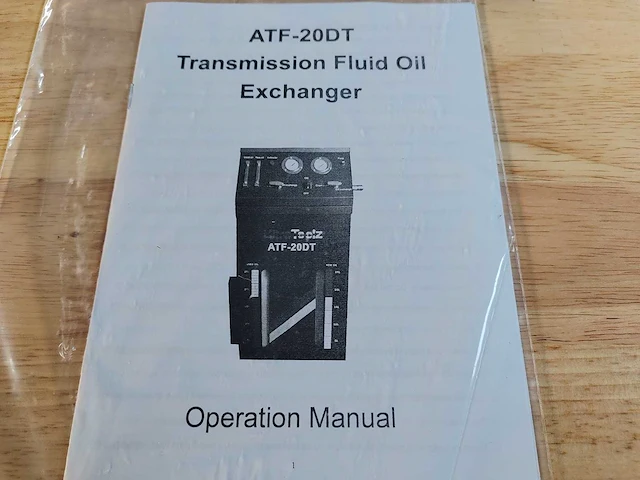 ATF-20DT
Transmission Fluid Oil
Exchanger
ATF-20DT
Operation Manual
1